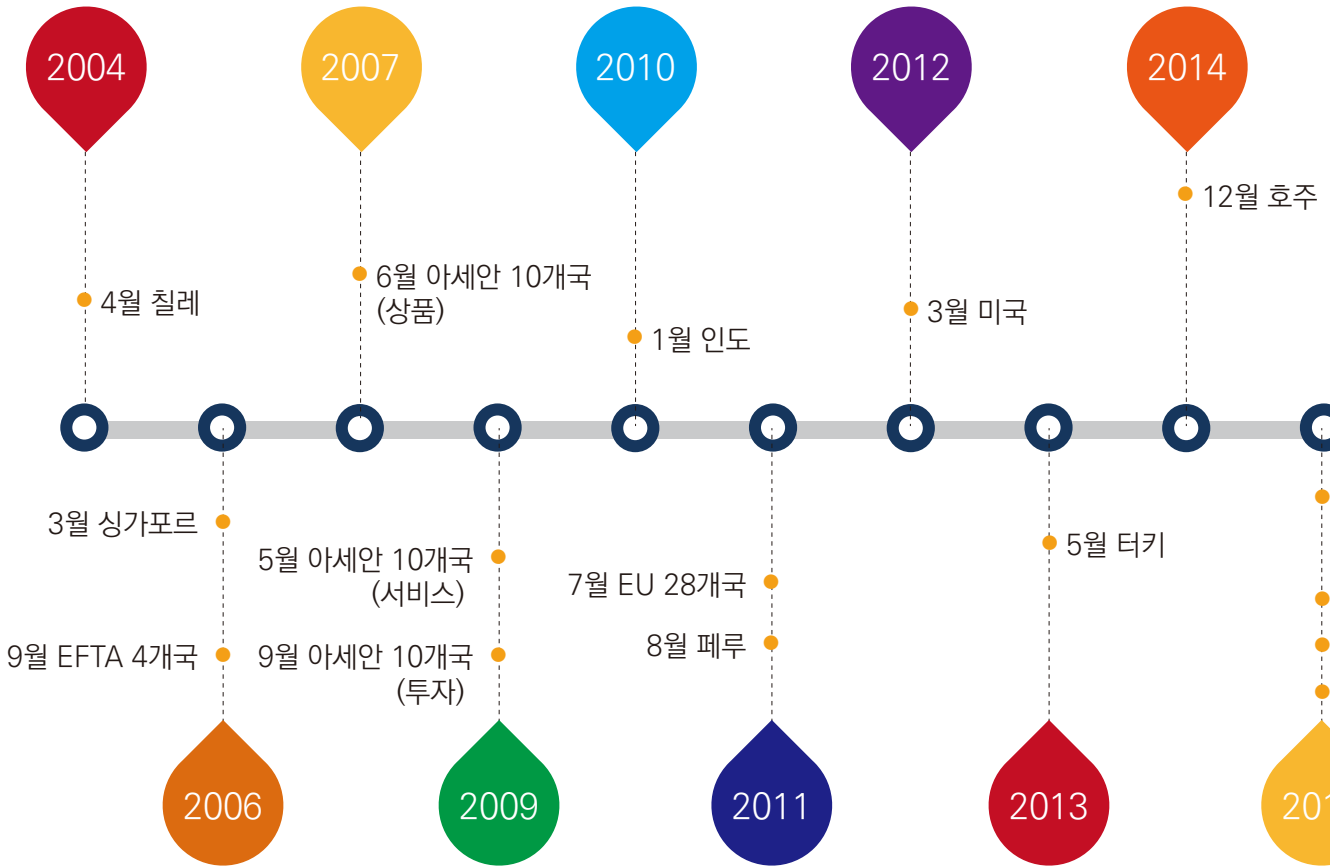 2004
2007
2010
2012
2014
12월 호주
6월 아세안 10개국
(상품)
4월 칠레
3월 미국
1월 인도
3월 싱가포르
5월 아세안 10개국
(서비스)
5월 터키
7월 EU 28개국
8월 페루
9월 EFTA 4개국
9월 아세안 10개국
(투자)
2006
2009
2011
2013